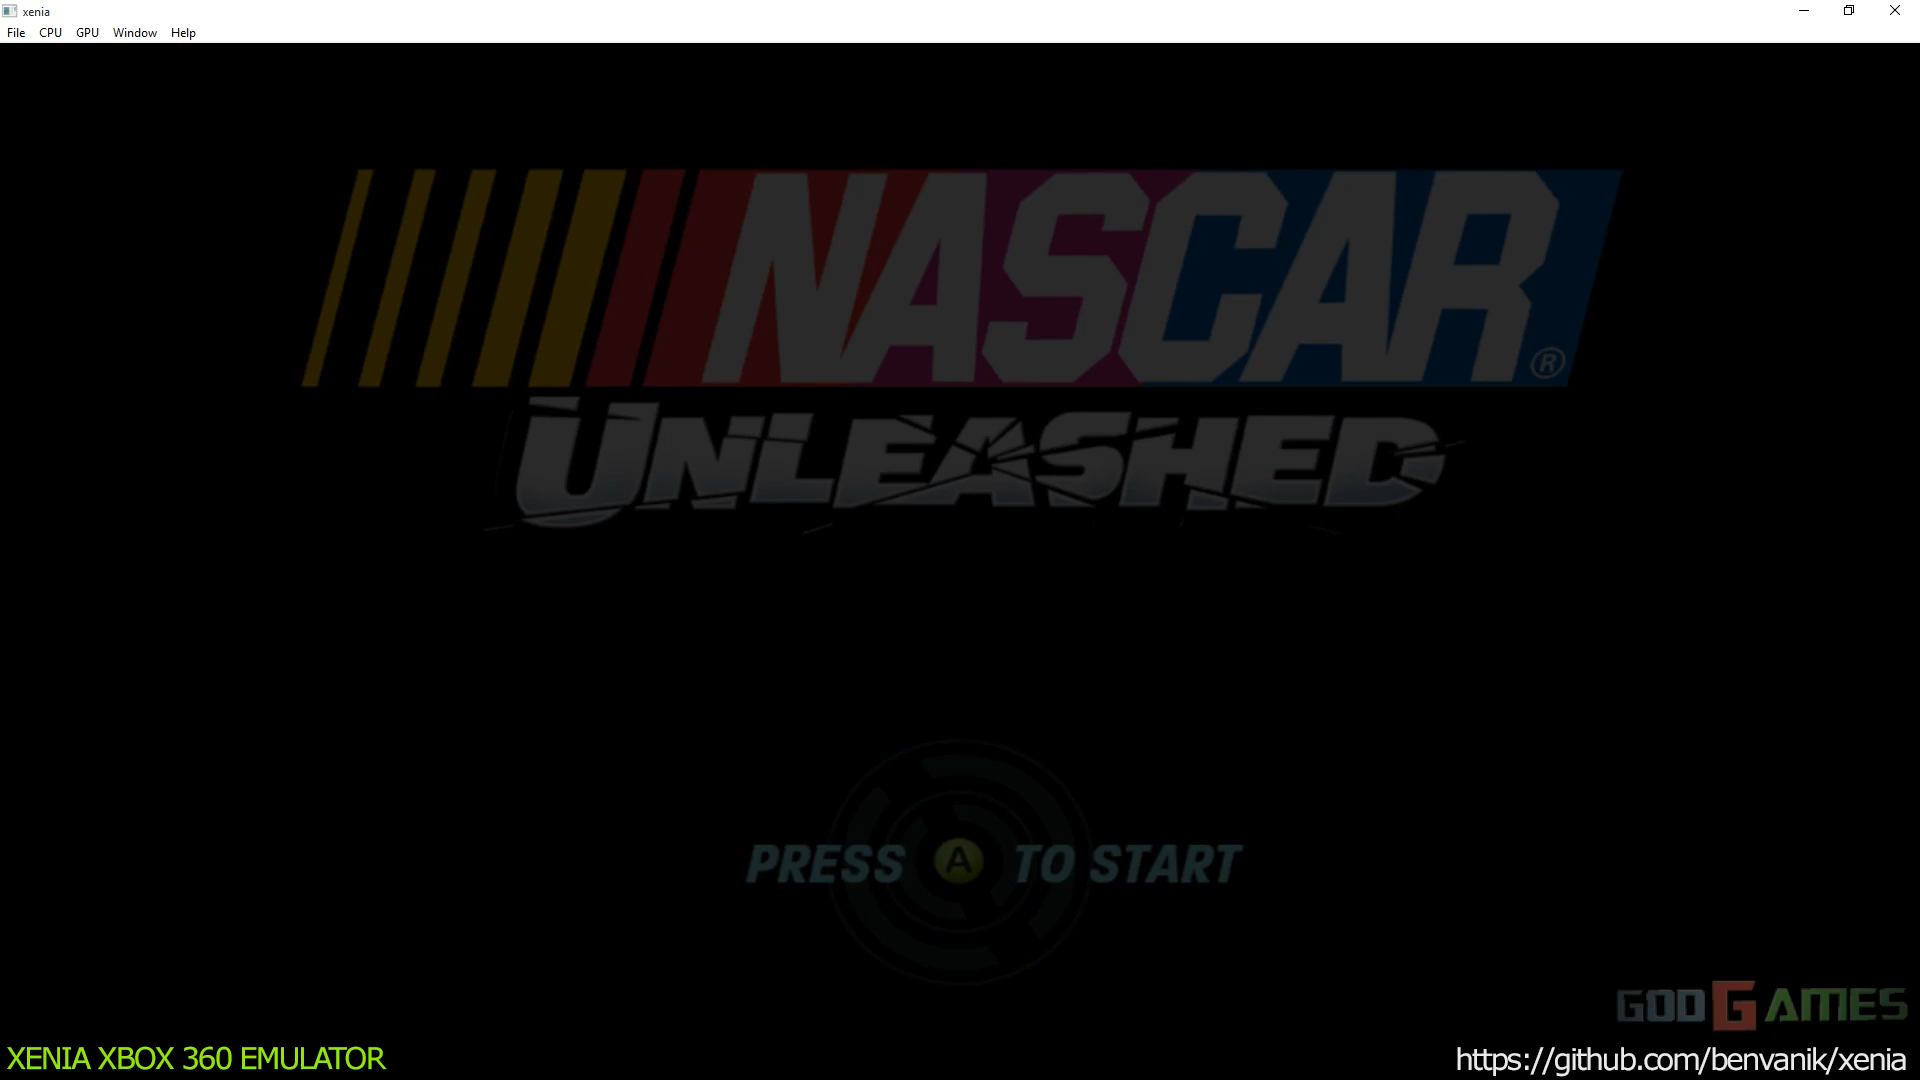 xenia
File CPU GPU Window Help
NASCAR®
UNLEASHED
PRESS A TO START
GOD GAMES
XENIA XBOX 360 EMULATOR
https://github.com/benvanik/xenia